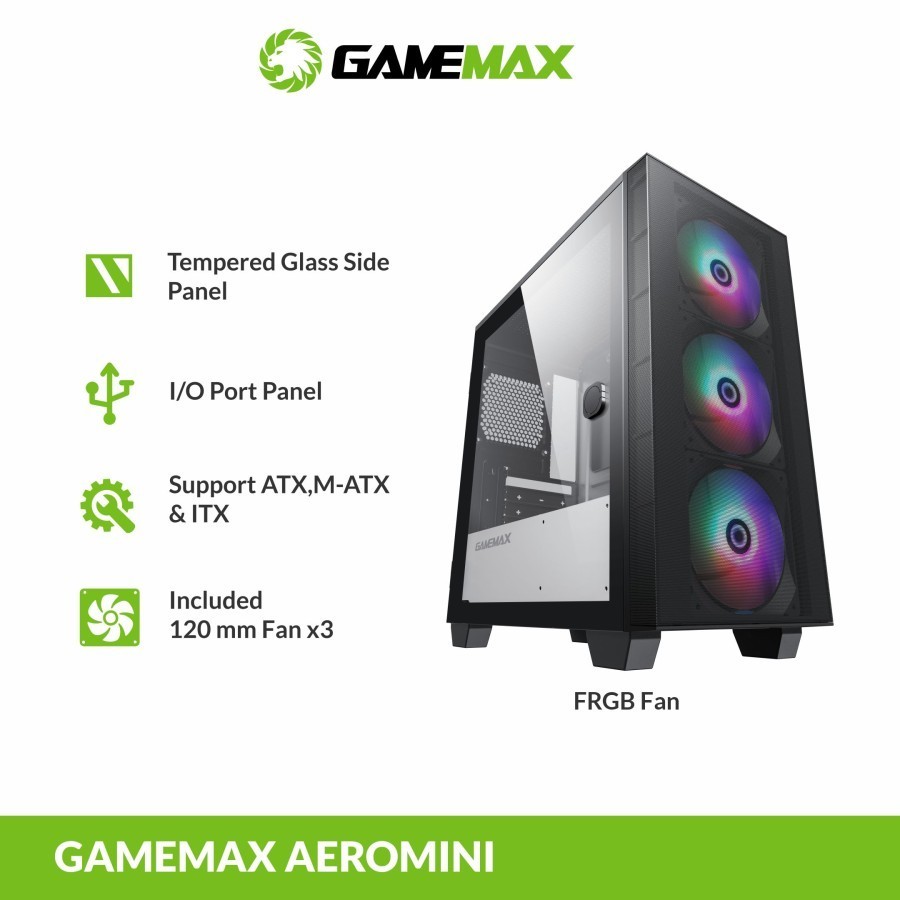 GAMEMAX
Tempered Glass Side
Panel
I/O Port Panel
Support ATX,M-ATX
& ITX
Included
120 mm Fan x3
GAMEMAX
FRGB Fan
GAMEMAX AEROMINI